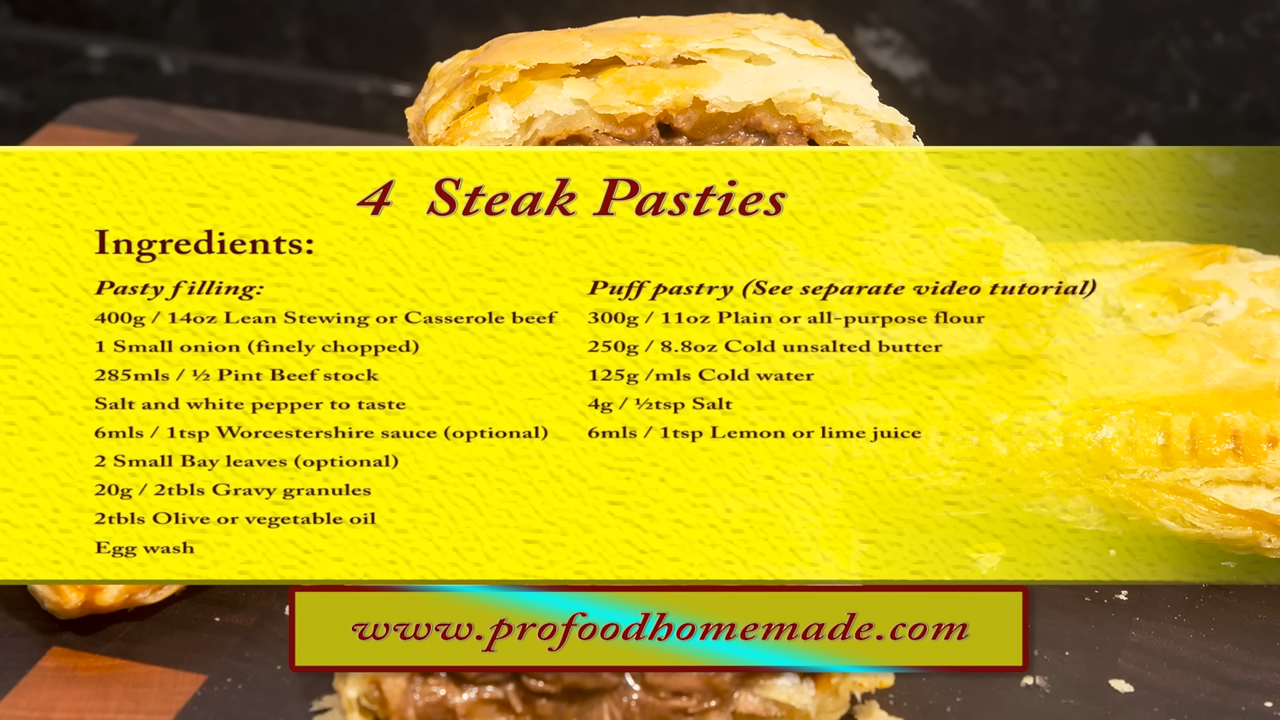 4 Steak Pasties
Ingredients:
Pasty filling:
400g / 14oz Lean Stewing or Casserole beef
1 Small onion (finely chopped)
285mls / ½ Pint Beef stock
Salt and white pepper to taste
6mls / 1tsp Worcestershire sauce (optional)
2 Small Bay leaves (optional)
20g / 2tbls Gravy granules
2tbls Olive or vegetable oil
Egg wash
Puff pastry (See separate video tutorial)
300g / 11oz Plain or all-purpose flour
250g / 8.8oz Cold unsalted butter
125g /mls Cold water
4g / ½tsp Salt
6mls / 1tsp Lemon or lime juice
www.profoodhomemade.com